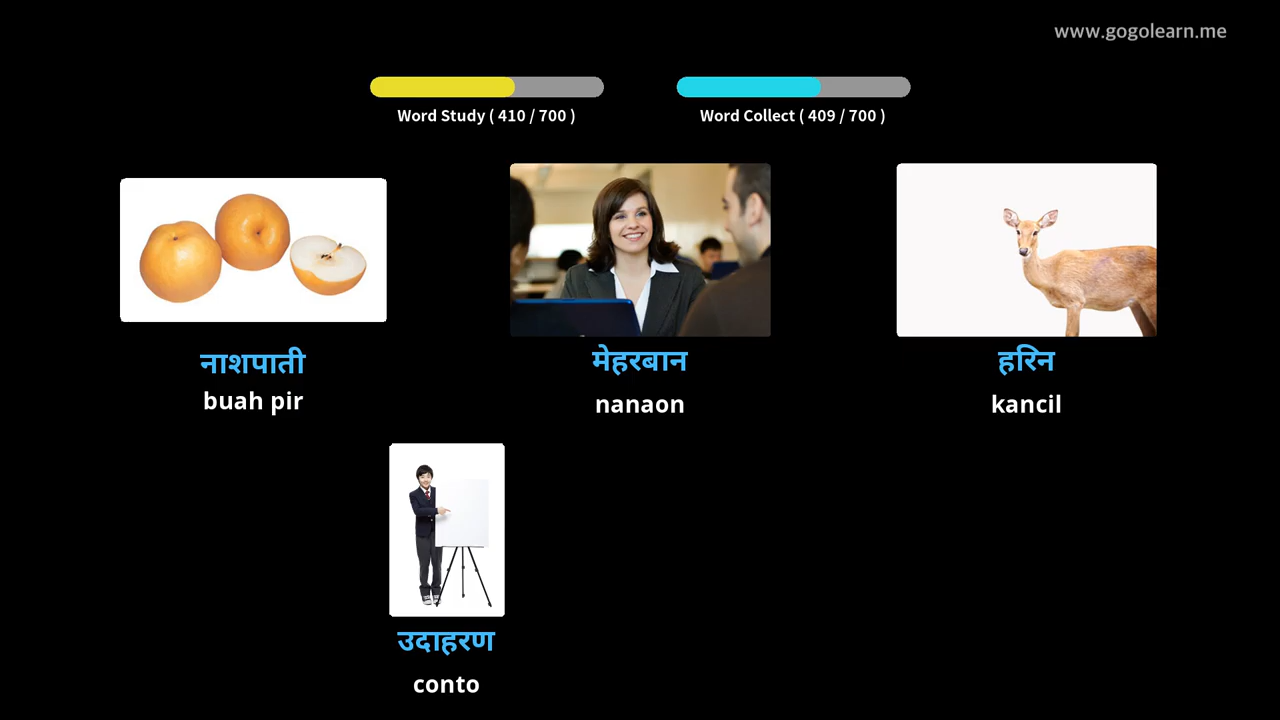 www.gogolearn.me
Word Study ( 410 / 700 )
Word Collect ( 409 / 700 )
नाशपाती
buah pir
मेहरबान
nanaon
हरिन
kancil
उदाहरण
conto